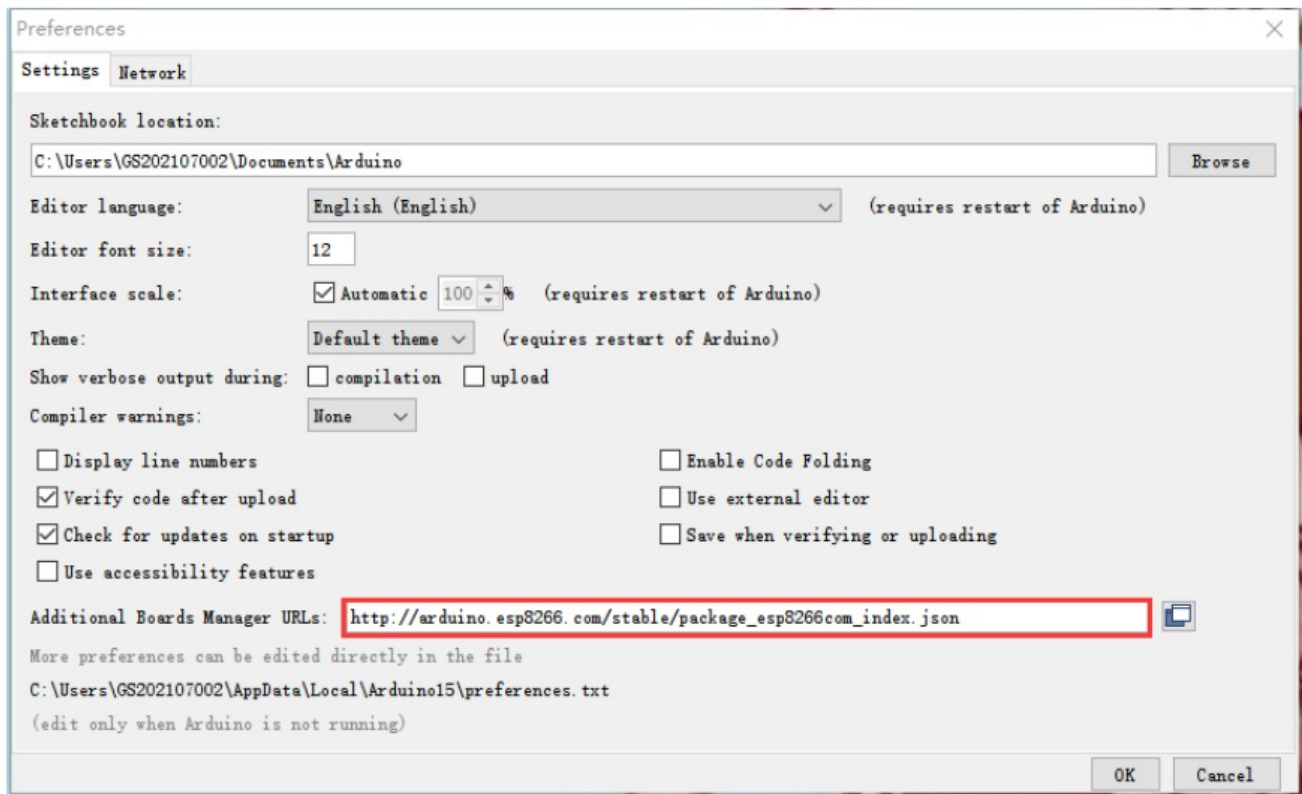 Preferences
Settings Network
Sketchbook location:
C:\Users\GS202107002\Documents\Arduino Browse
Editor language: English (English) (requires restart of Arduino)
Editor font size: 12
Interface scale: Automatic 100 % (requires restart of Arduino)
Theme: Default theme (requires restart of Arduino)
Show verbose output during: compilation upload
Compiler warnings: None
Display line numbers Enable Code Folding
Verify code after upload Use external editor
Check for updates on startup Save when verifying or uploading
Use accessibility features
Additional Boards Manager URLs: http://arduino.esp8266.com/stable/package_esp8266com_index.json
More preferences can be edited directly in the file
C:\Users\GS202107002\AppData\Local\Arduino15\preferences.txt
(edit only when Arduino is not running)
OK Cancel